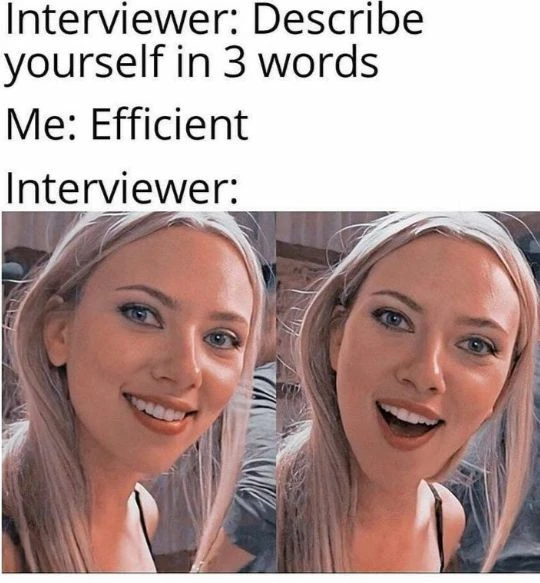 Interviewer: Describe
yourself in 3 words
Me: Efficient
Interviewer: